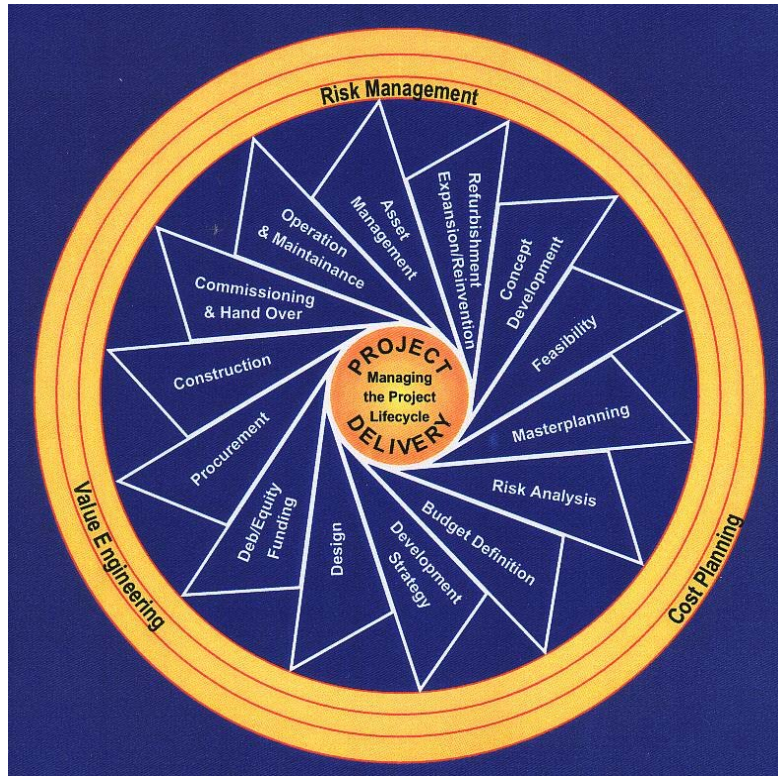 Risk Management
Refurbishment
Expansion/Reinvention
Concept
Development
Feasibility
Masterplanning
Risk Analysis
Budget Definition
Development
Strategy
Design
Deb/Equity
Funding
Procurement
Construction
Commissioning
& Hand Over
Operation
& Maintainance
Asset
Management
PROJECT
Managing
the Project
Lifecycle
DELIVERY
Value Engineering
Cost Planning